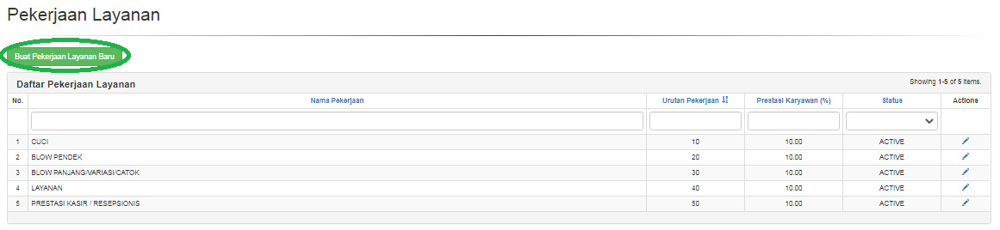 Pekerjaan Layanan
Buat Pekerjaan Layanan Baru
Daftar Pekerjaan Layanan Showing 1-5 of 5 items.
No. Nama Pekerjaan Urutan Pekerjaan Prestasi Karyawan (%) Status Actions
1 CUCI 10 10.00 ACTIVE
2 BLOW PENDEK 20 10.00 ACTIVE
3 BLOW PANJANG/VARIASI/CATOK 30 10.00 ACTIVE
4 LAYANAN 40 10.00 ACTIVE
5 PRESTASI KASIR / RESEPSIONIS 50 10.00 ACTIVE